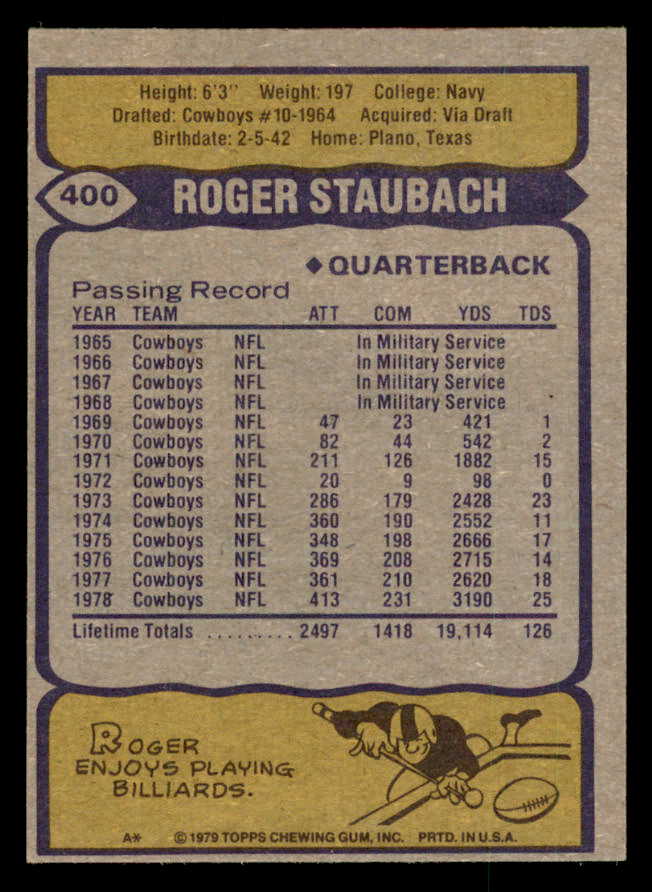 Height: 6'3" Weight: 197 College: Navy
Drafted: Cowboys #10-1964 Acquired: Via Draft
Birthdate: 2-5-42 Home: Plano, Texas
400 ROGER STAUBACH
◆ QUARTERBACK
Passing Record
YEAR TEAM ATT COM YDS TDS
1965 Cowboys NFL In Military Service
1966 Cowboys NFL In Military Service
1967 Cowboys NFL In Military Service
1968 Cowboys NFL In Military Service
1969 Cowboys NFL 47 23 421 1
1970 Cowboys NFL 82 44 542 2
1971 Cowboys NFL 211 126 1882 15
1972 Cowboys NFL 20 9 98 0
1973 Cowboys NFL 286 179 2428 23
1974 Cowboys NFL 360 190 2552 11
1975 Cowboys NFL 348 198 2666 17
1976 Cowboys NFL 369 208 2715 14
1977 Cowboys NFL 361 210 2620 18
1978 Cowboys NFL 413 231 3190 25
Lifetime Totals .......... 2497 1418 19,114 126
ROGER
ENJOYS PLAYING
BILLIARDS.
A* © 1979 TOPPS CHEWING GUM, INC. PRTD. IN U.S.A.